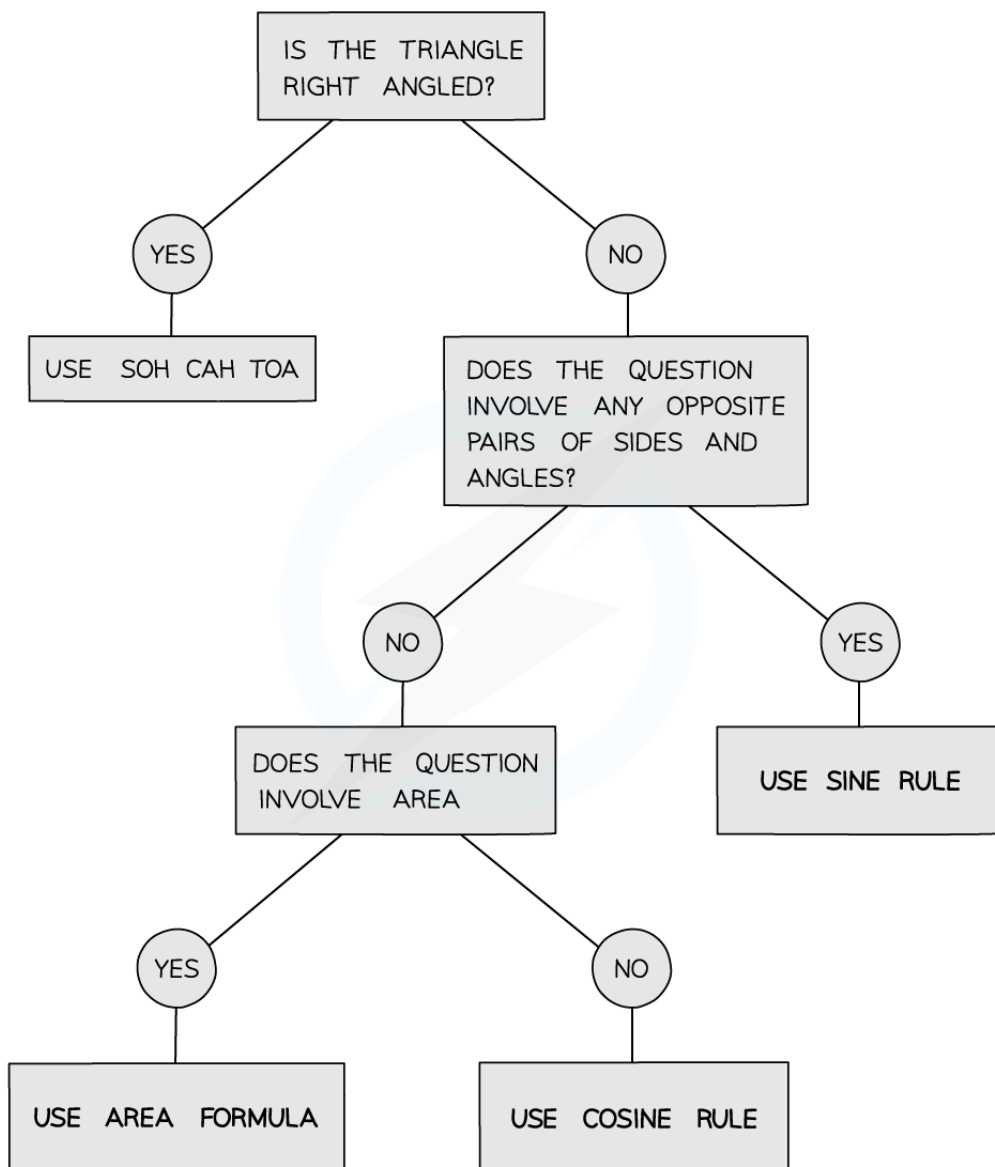 IS THE TRIANGLE
RIGHT ANGLED?
YES
NO
USE SOH CAH TOA
DOES THE QUESTION
INVOLVE ANY OPPOSITE
PAIRS OF SIDES AND
ANGLES?
NO
YES
DOES THE QUESTION
INVOLVE AREA
USE SINE RULE
YES
NO
USE AREA FORMULA
USE COSINE RULE